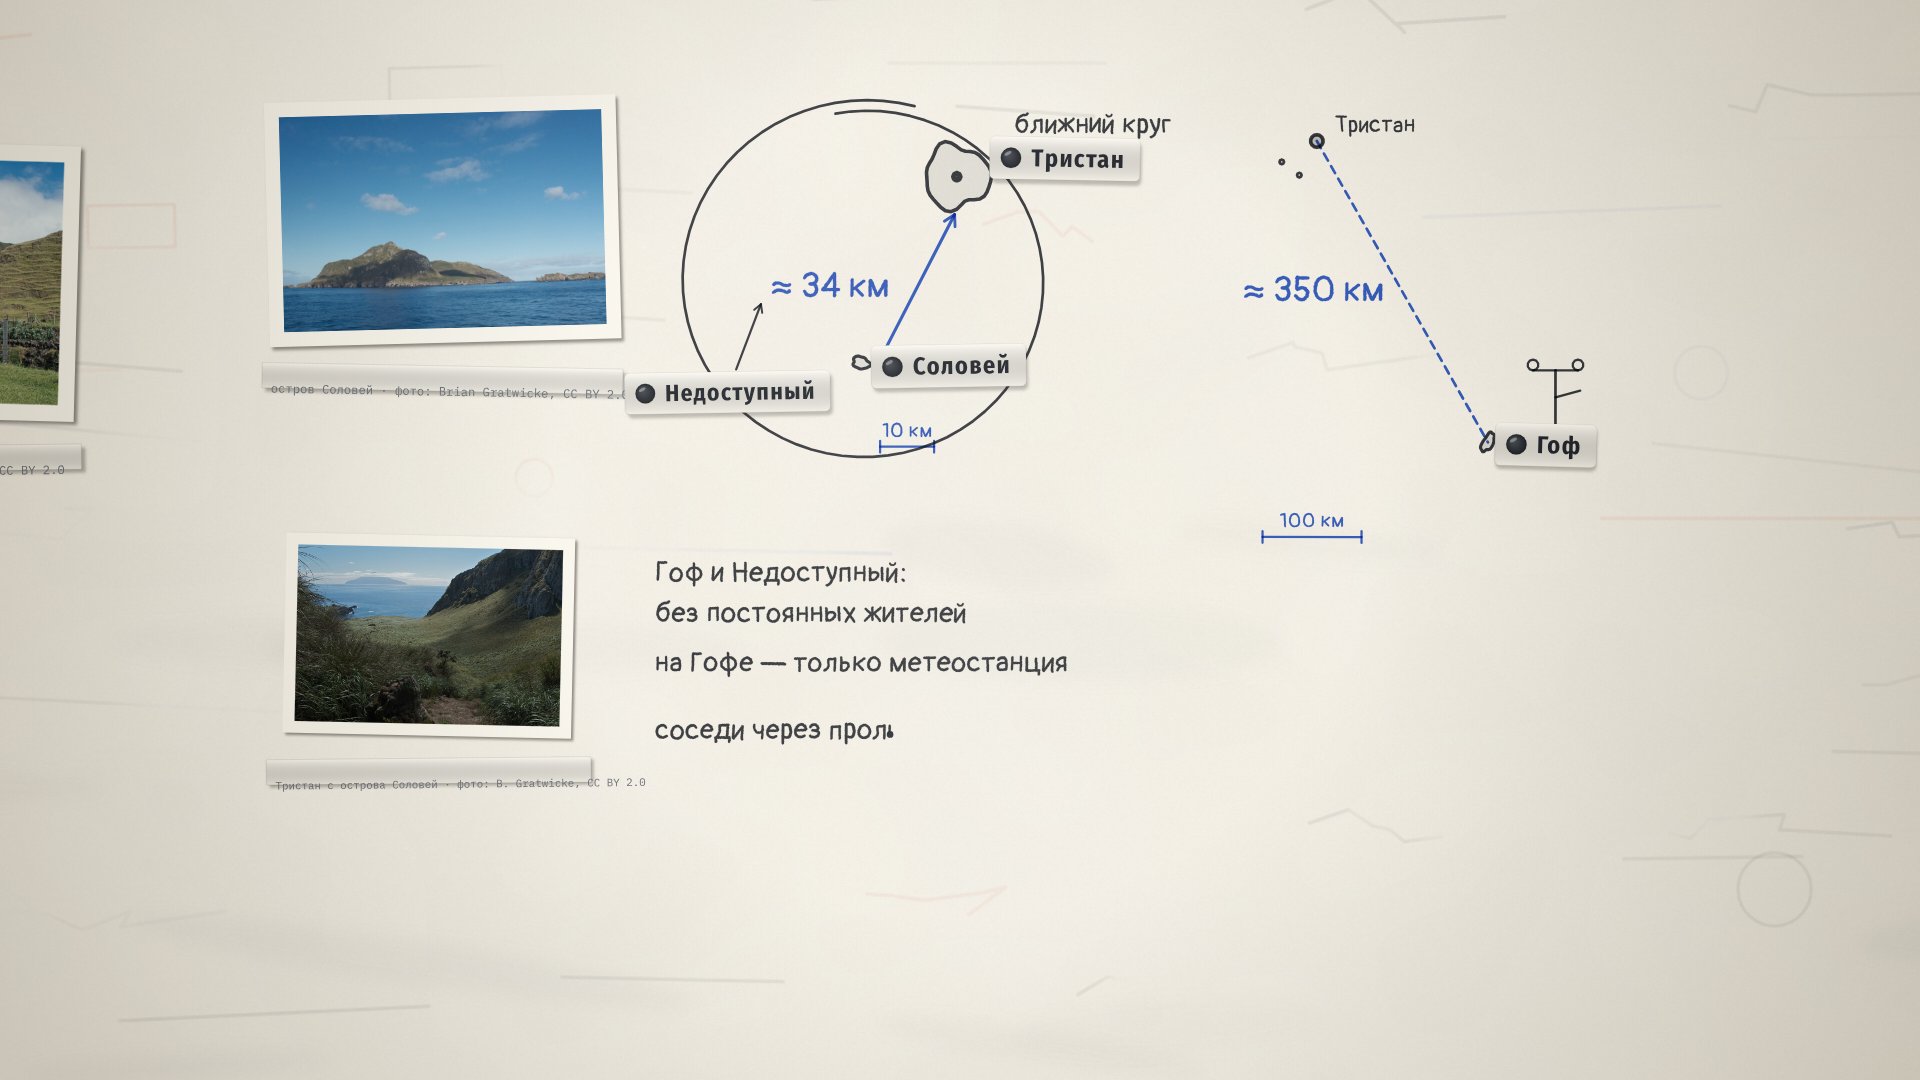 CC BY 2.0
остров Соловей · фото: Brian Gratwicke, CC BY 2.0
ближний круг
Тристан
≈ 34 км
Соловей
Недоступный
10 км
Тристан
≈ 350 км
Гоф
100 км
Гоф и Недоступный:
без постоянных жителей
на Гофе — только метеостанция
соседи через прол
Тристан с острова Соловей · фото: B. Gratwicke, CC BY 2.0